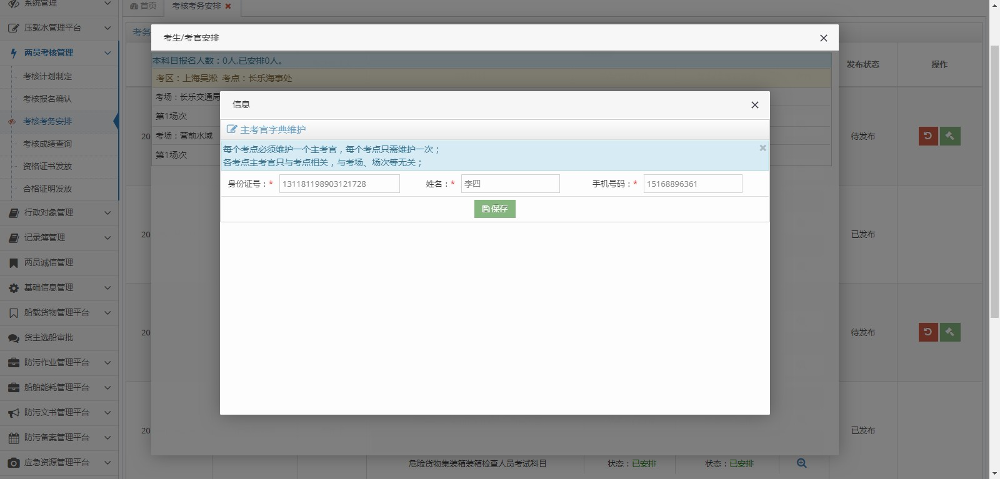 系统管理
首页
考核考务安排
压载水管理平台
考务
考生/考官安排
两员考核管理
本科目报名人数：0人,已安排0人。
发布状态
操作
考核计划制定
考区：上海吴淞 考点：长乐海事处
考核报名确认
考场：长乐交通局
信息
考核考务安排
第1场次
主考官字典维护
20
考场：营前水域
待发布
考核成绩查询
每个考点必须维护一个主考官，每个考点只需维护一次；
第1场次
各考点主考官只与考点相关，与考场、场次等无关；
资格证书发放
身份证号：* 131181198903121728 姓名：* 李四 手机号码：* 15168896361
合格证明发放
保存
行政对象管理
20
已发布
记录簿管理
两员诚信管理
基础信息管理
船载货物管理平台
20
待发布
货主选船审批
防污作业管理平台
船舶能耗管理平台
防污文书管理平台
20
已发布
防污备案管理平台
应急资源管理平台
危险货物集装箱装箱检查人员考试科目
状态：已安排
状态：已安排